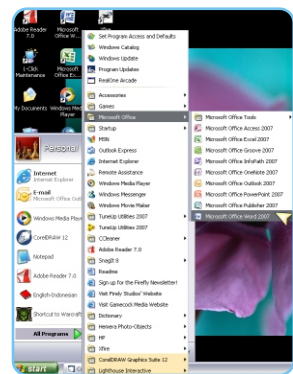 Adobe Reader
7.0
Microsoft
Office W...
1-Click
Maintenance
Microsoft
Office Ex...
My Documents
Windows Med
Player
Personal
Internet
Internet Explorer
E-mail
Microsoft Office Out
Windows Media Play
CorelDRAW 12
Notepad
Adobe Reader 7.0
English-Indonesian
Shortcut to Warcraft
All Programs
start
Set Program Access and Defaults
Windows Catalog
Windows Update
Program Updates
RealOne Arcade
Accessories
Games
Microsoft Office
Startup
MSN
Outlook Express
Internet Explorer
Remote Assistance
Windows Media Player
Windows Messenger
Windows Movie Maker
TuneUp Utilities 2007
TuneUp Utilities 2007
CCleaner
Adobe Reader 7.0
SnagIt 8
Readme
Sign up for the Firefly Newsletter!
Visit Firefly Studios' Website
Visit Gamecock Media Website
Dictionary
Hemera Photo-Objects
HP
Xfire
CorelDRAW Graphics Suite 12
Lighthouse Interactive
Microsoft Office Tools
Microsoft Office Access 2007
Microsoft Office Excel 2007
Microsoft Office Groove 2007
Microsoft Office InfoPath 2007
Microsoft Office OneNote 2007
Microsoft Office Outlook 2007
Microsoft Office PowerPoint 2007
Microsoft Office Publisher 2007
Microsoft Office Word 2007